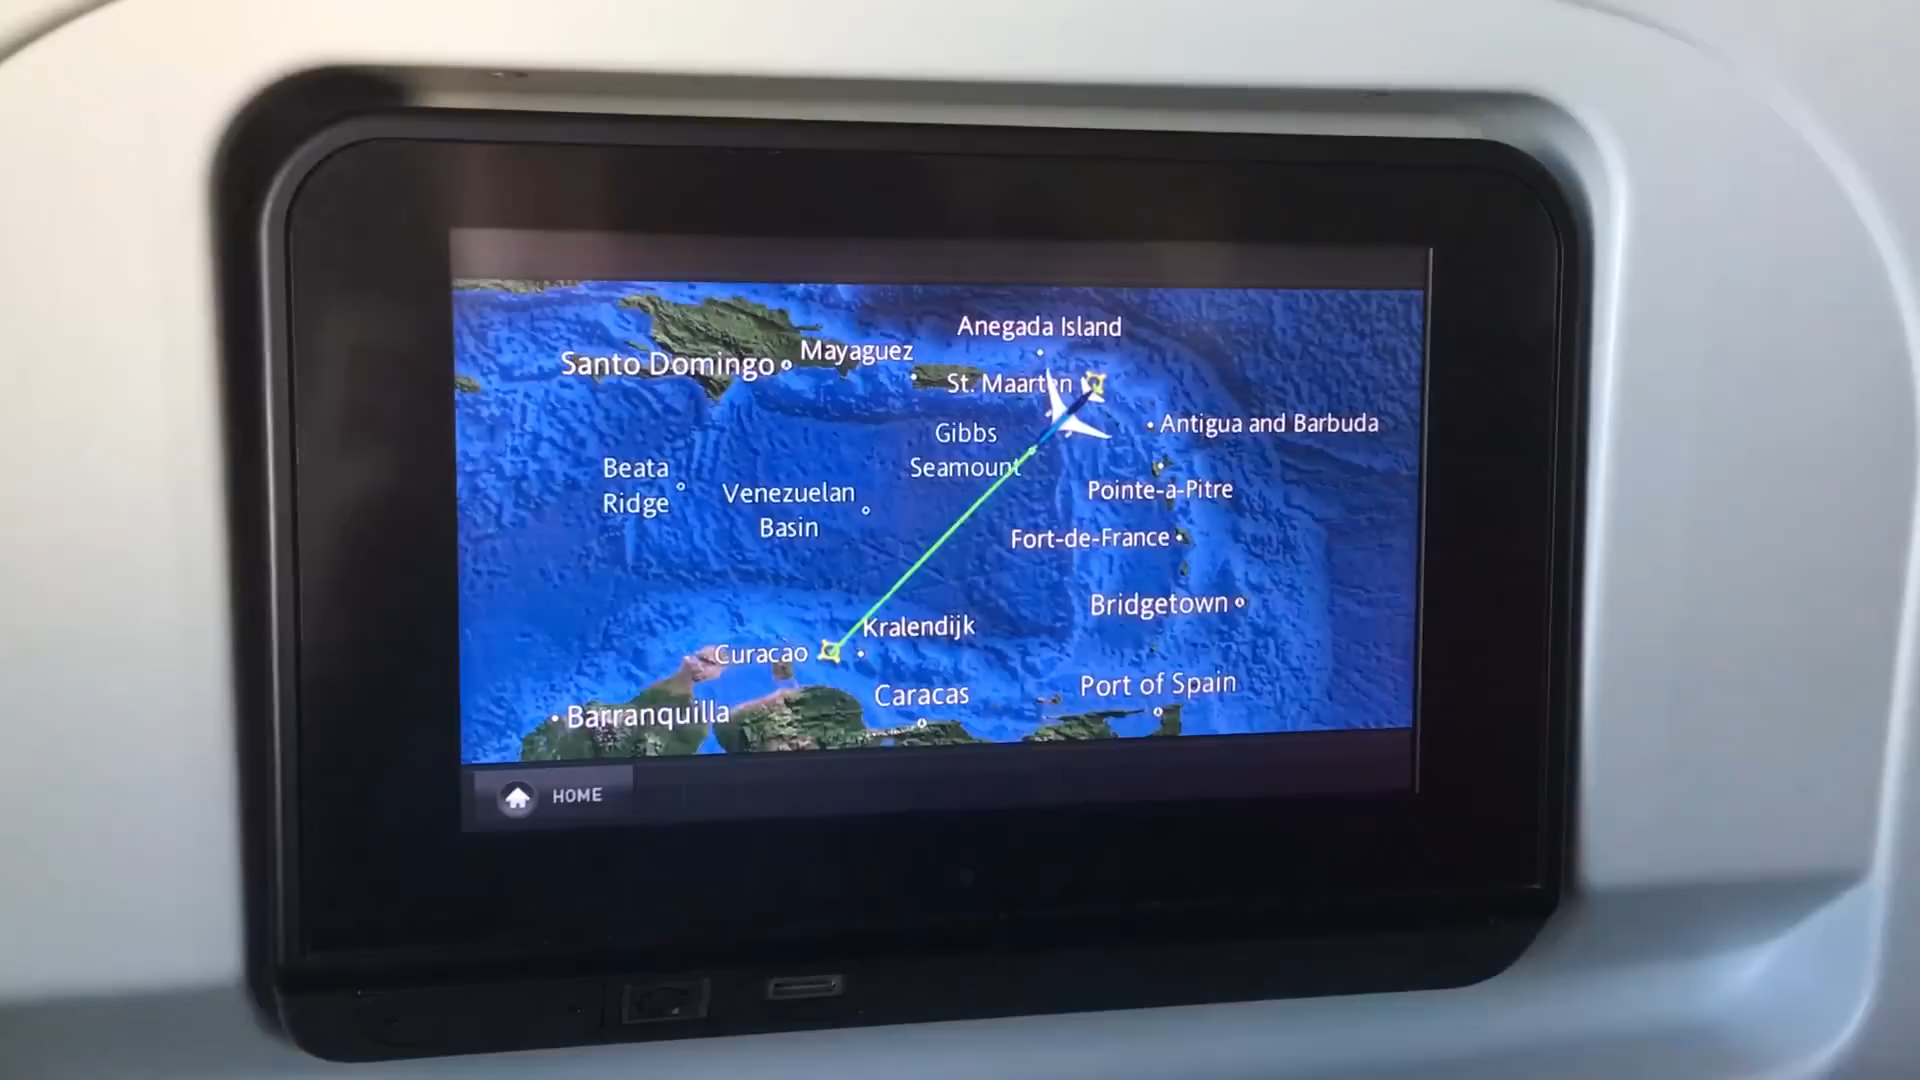 Anegada Island
Santo Domingo
Mayaguez
St. Maarten
Antigua and Barbuda
Gibbs
Seamount
Beata
Ridge
Venezuelan
Basin
Pointe-a-Pitre
Fort-de-France
Bridgetown
Kralendijk
Curacao
Caracas
Port of Spain
Barranquilla
HOME